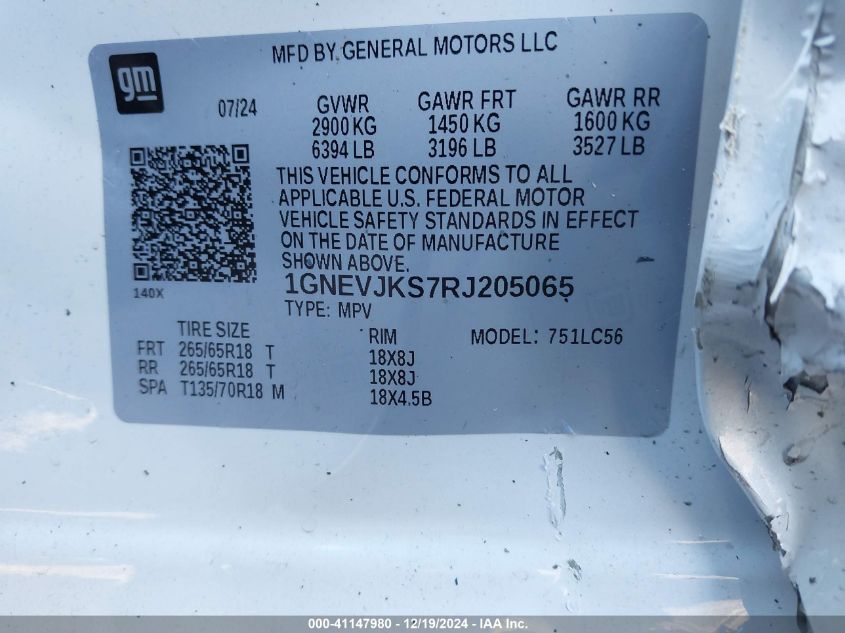 MFD BY GENERAL MOTORS LLC
gm
07/24
GVWR GAWR FRT GAWR RR
2900 KG 1450 KG 1600 KG
6394 LB 3196 LB 3527 LB
THIS VEHICLE CONFORMS TO ALL
APPLICABLE U.S. FEDERAL MOTOR
VEHICLE SAFETY STANDARDS IN EFFECT
ON THE DATE OF MANUFACTURE
SHOWN ABOVE.
140X
1GNEVJKS7RJ205065
TYPE: MPV
TIRE SIZE RIM MODEL: 751LC56
FRT 265/65R18 T 18X8J
RR 265/65R18 T 18X8J
SPA T135/70R18 M 18X4.5B
000-41147980 - 12/19/2024 - IAA Inc.